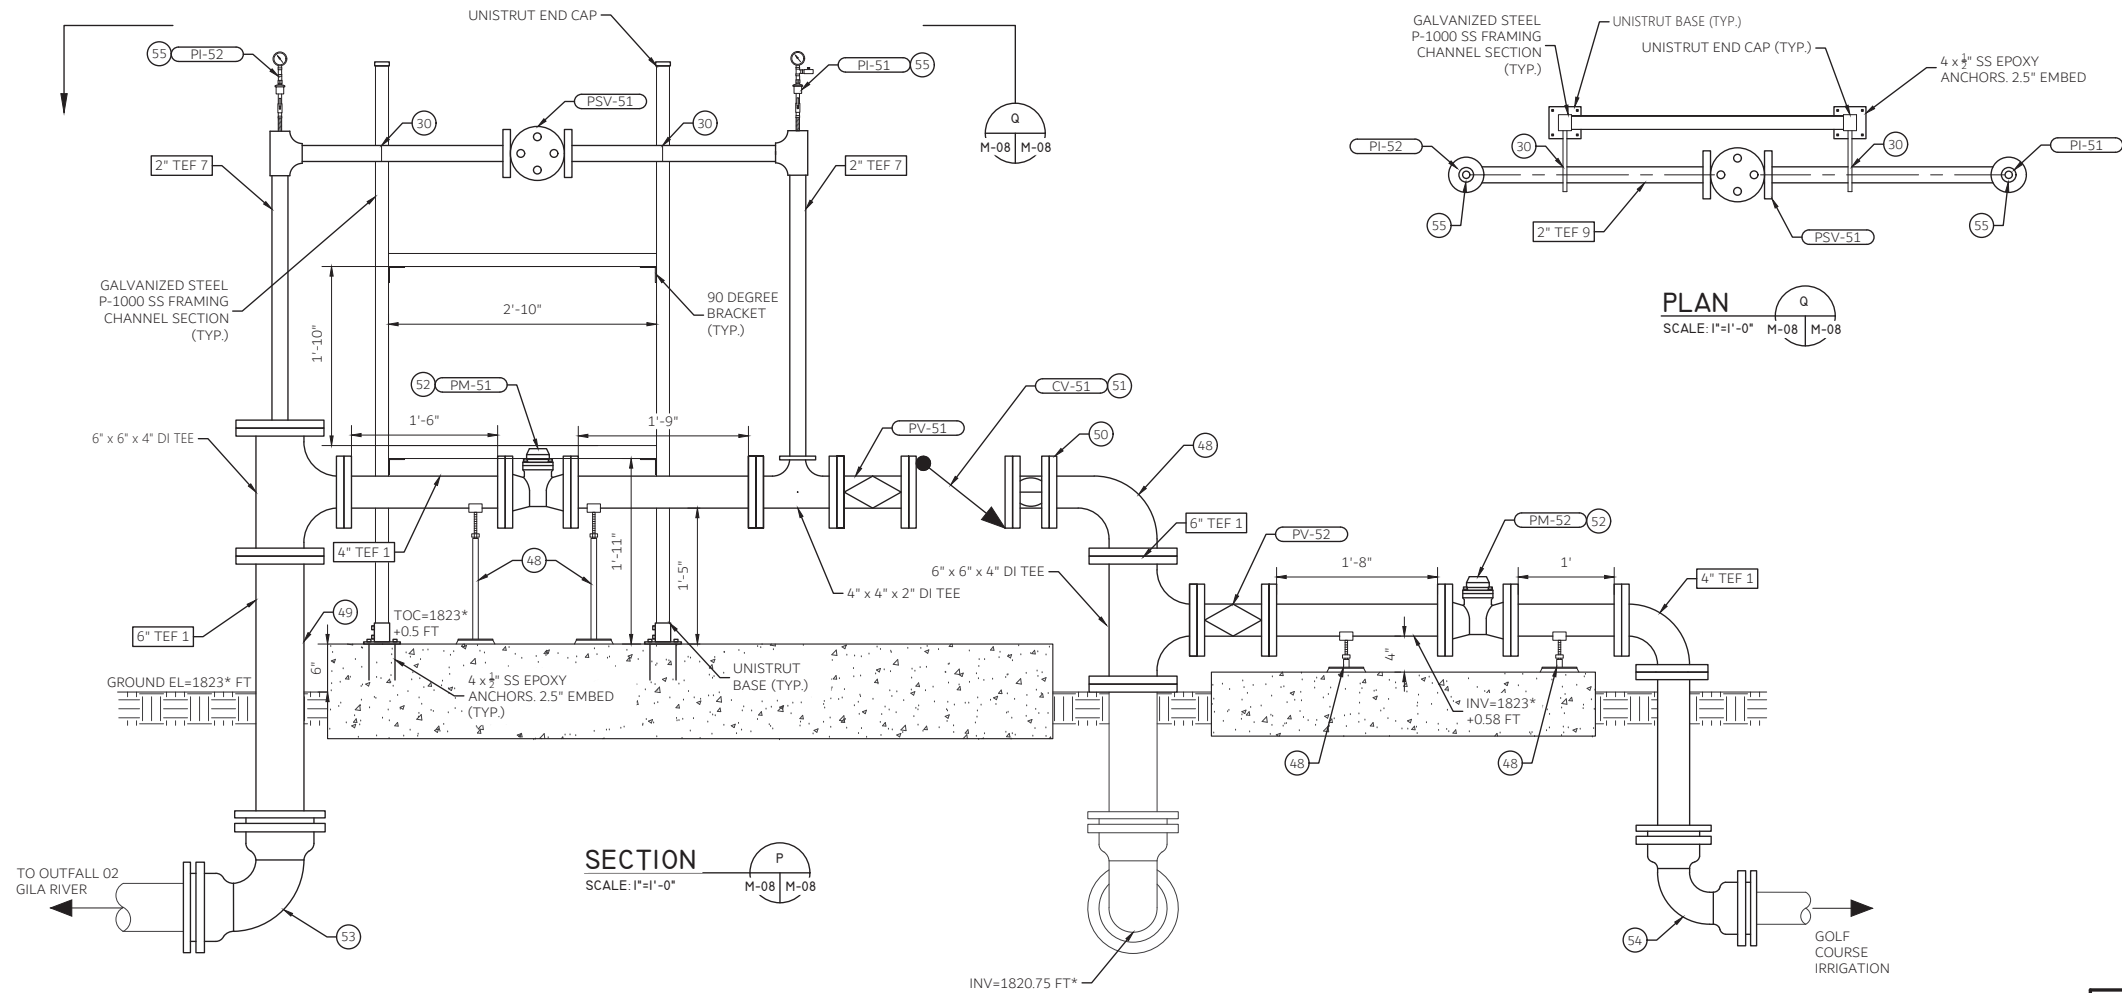 UNISTRUT END CAP
55 PI-52
PI-51 55
PSV-51
30
30
Q
M-08 M-08
2" TEF 7
2" TEF 7
GALVANIZED STEEL
P-1000 SS FRAMING
CHANNEL SECTION
(TYP.)
1'-10"
2'-10"
90 DEGREE
BRACKET
(TYP.)
52 PM-51
CV-51 51
1'-6"
1'-9"
PV-51
50
48
6" x 6" x 4" DI TEE
4" TEF 1
48
1'-11"
1'-5"
6" TEF 1
PV-52
PM-52 52
1'-8"
1'
6" x 6" x 4" DI TEE
4" TEF 1
4" x 4" x 2" DI TEE
49
TOC=1823*
+0.5 FT
6" TEF 1
6"
GROUND EL=1823* FT
4 x 1/2" SS EPOXY
ANCHORS. 2.5" EMBED
(TYP.)
UNISTRUT
BASE (TYP.)
4"
INV=1823*
+0.58 FT
48
48
TO OUTFALL 02
GILA RIVER
53
SECTION
SCALE: 1"=1'-0"
P
M-08 M-08
INV=1820.75 FT*
54
GOLF
COURSE
IRRIGATION
GALVANIZED STEEL
P-1000 SS FRAMING
CHANNEL SECTION
(TYP.)
UNISTRUT BASE (TYP.)
UNISTRUT END CAP (TYP.)
4 x 1/2" SS EPOXY
ANCHORS. 2.5" EMBED
PI-52
30
30
PI-51
55
2" TEF 9
PSV-51
55
PLAN
SCALE: 1"=1'-0"
Q
M-08 M-08